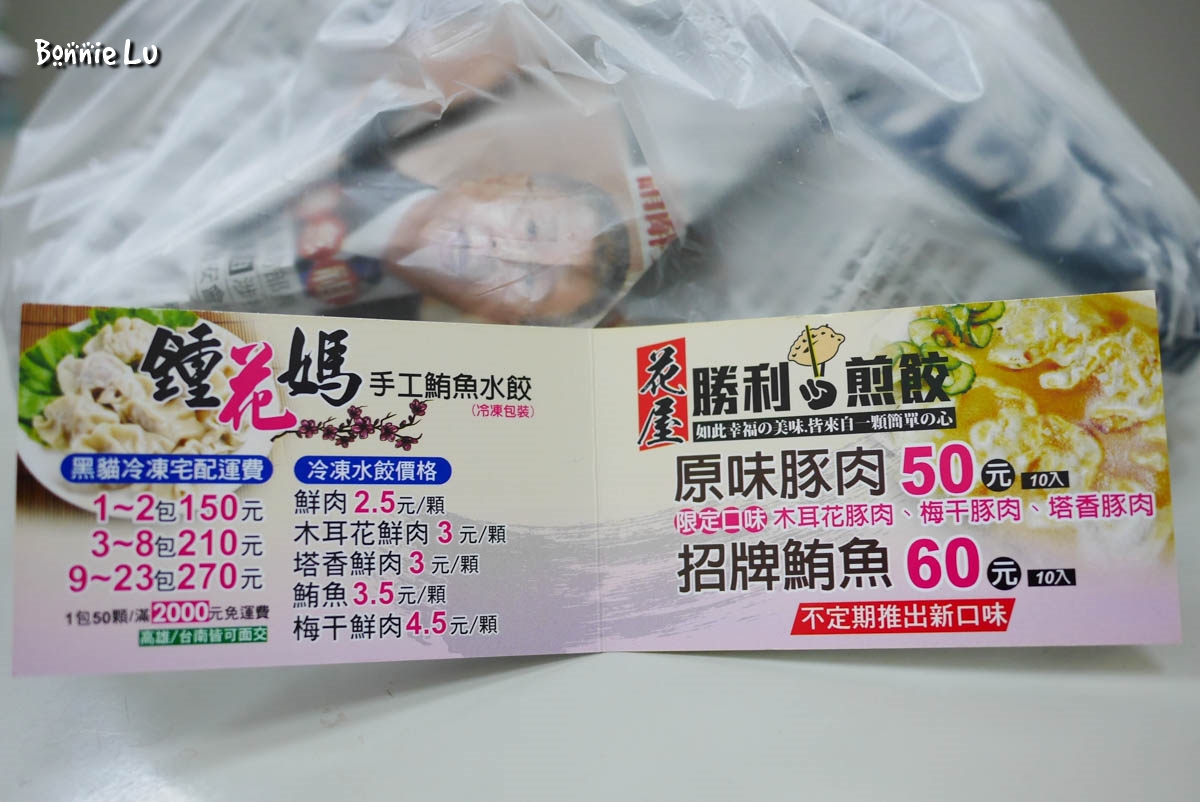 Bonnie Lu
鍾花媽 手工鮪魚水餃
(冷凍包裝)
黑貓冷凍宅配運費
1~2包150元
3~8包210元
9~23包270元
1包50顆/滿2000元免運費
高雄/台南皆可面交
冷凍水餃價格
鮮肉 2.5元/顆
木耳花鮮肉 3 元/顆
塔香鮮肉 3 元/顆
鮪魚 3.5元/顆
梅干鮮肉4.5元/顆
花屋 勝利 煎餃
如此幸福の美味.皆來自一顆簡單の心
原味豚肉 50元 10入
限定口味 木耳花豚肉、梅干豚肉、塔香豚肉
招牌鮪魚 60元 10入
不定期推出新口味